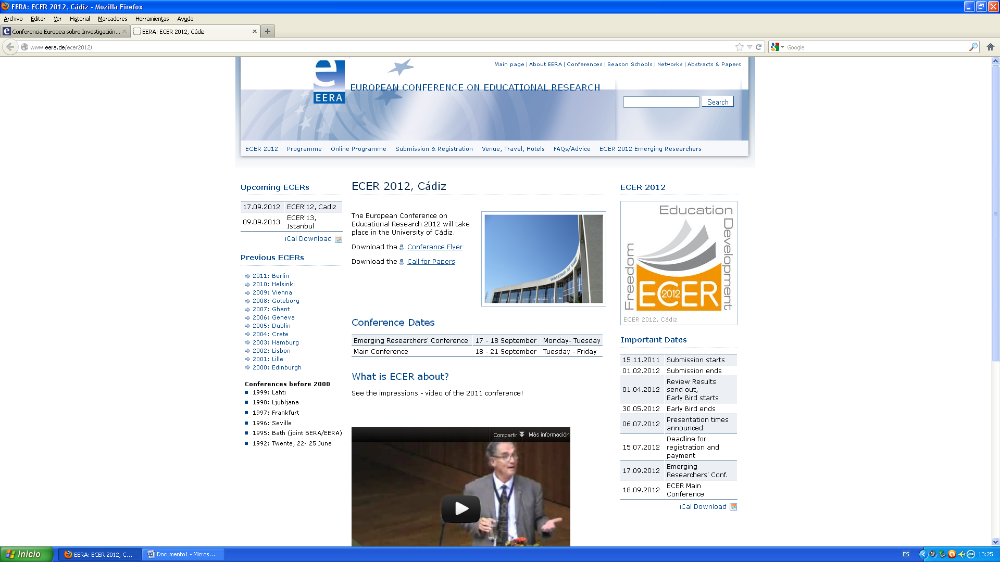 EERA: ECER 2012, Cádiz - Mozilla Firefox
Archivo Editar Ver Historial Marcadores Herramientas Ayuda
Conferencia Europea sobre Investigación...
EERA: ECER 2012, Cádiz
www.eera.de/ecer2012/
Google
Main page | About EERA | Conferences | Season Schools | Networks | Abstracts & Papers
e
EERA
EUROPEAN CONFERENCE ON EDUCATIONAL RESEARCH
Search
ECER 2012 Programme Online Programme Submission & Registration Venue, Travel, Hotels FAQs/Advice ECER 2012 Emerging Researchers
Upcoming ECERs
17.09.2012 ECER'12, Cadiz
09.09.2013 ECER'13,
Istanbul
iCal Download
Previous ECERs
2011: Berlin
2010: Helsinki
2009: Vienna
2008: Göteborg
2007: Ghent
2006: Geneva
2005: Dublin
2004: Crete
2003: Hamburg
2002: Lisbon
2001: Lille
2000: Edinburgh
Conferences before 2000
1999: Lahti
1998: Ljubljana
1997: Frankfurt
1996: Seville
1995: Bath (joint BERA/EERA)
1992: Twente, 22- 25 June
ECER 2012, Cádiz
The European Conference on
Educational Research 2012 will take
place in the University of Cádiz.
Download the Conference Flyer
Download the Call for Papers
UNIVERSIDAD DE CADIZ
Conference Dates
Emerging Researchers' Conference 17 - 18 September Monday- Tuesday
Main Conference 18 - 21 September Tuesday - Friday
What is ECER about?
See the impressions - video of the 2011 conference!
Compartir Más información
ECER 2012
Education
Development
Freedom
ECER
2012
ECER 2012, Cádiz
Important Dates
15.11.2011 Submission starts
01.02.2012 Submission ends
01.04.2012 Review Results
send out,
Early Bird starts
30.05.2012 Early Bird ends
06.07.2012 Presentation times
announced
15.07.2012 Deadline for
registration and
payment
17.09.2012 Emerging
Researchers' Conf.
18.09.2012 ECER Main
Conference
iCal Download
Inicio
EERA: ECER 2012, C...
Documento1 - Micros...
ES
13:25